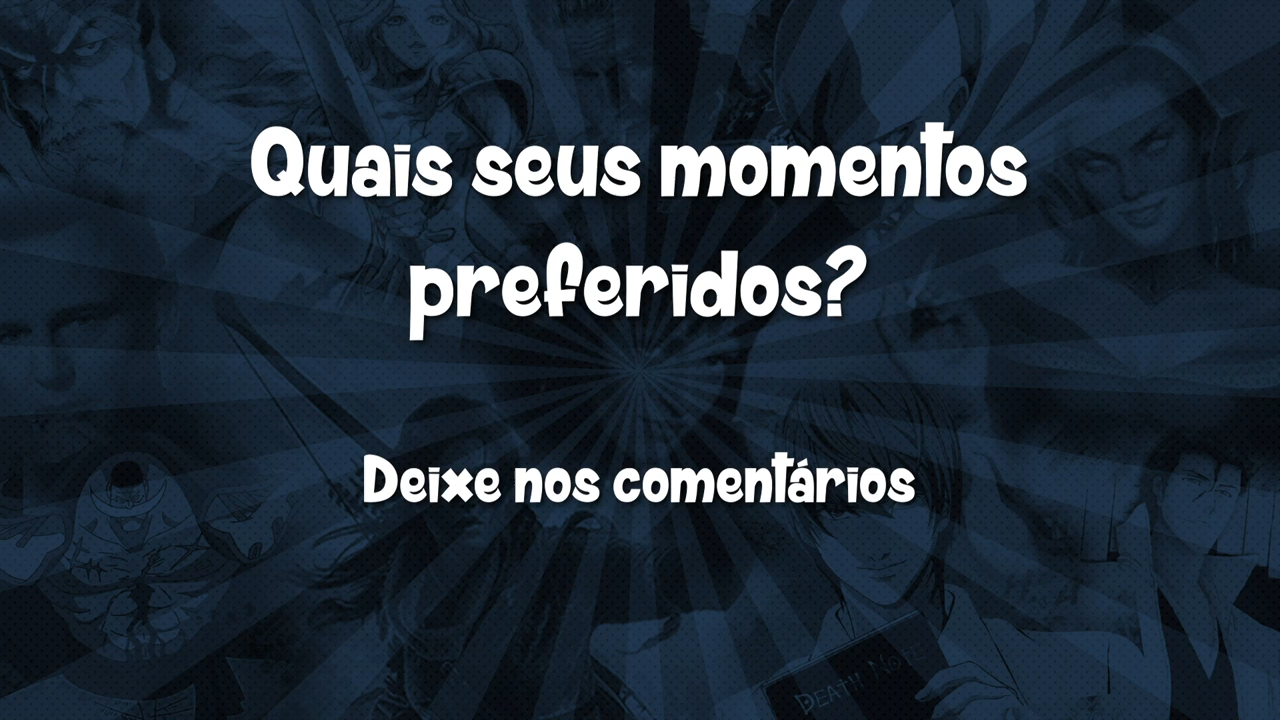 Quais seus momentos
preferidos?
Deixe nos comentários
DEATH NOTE